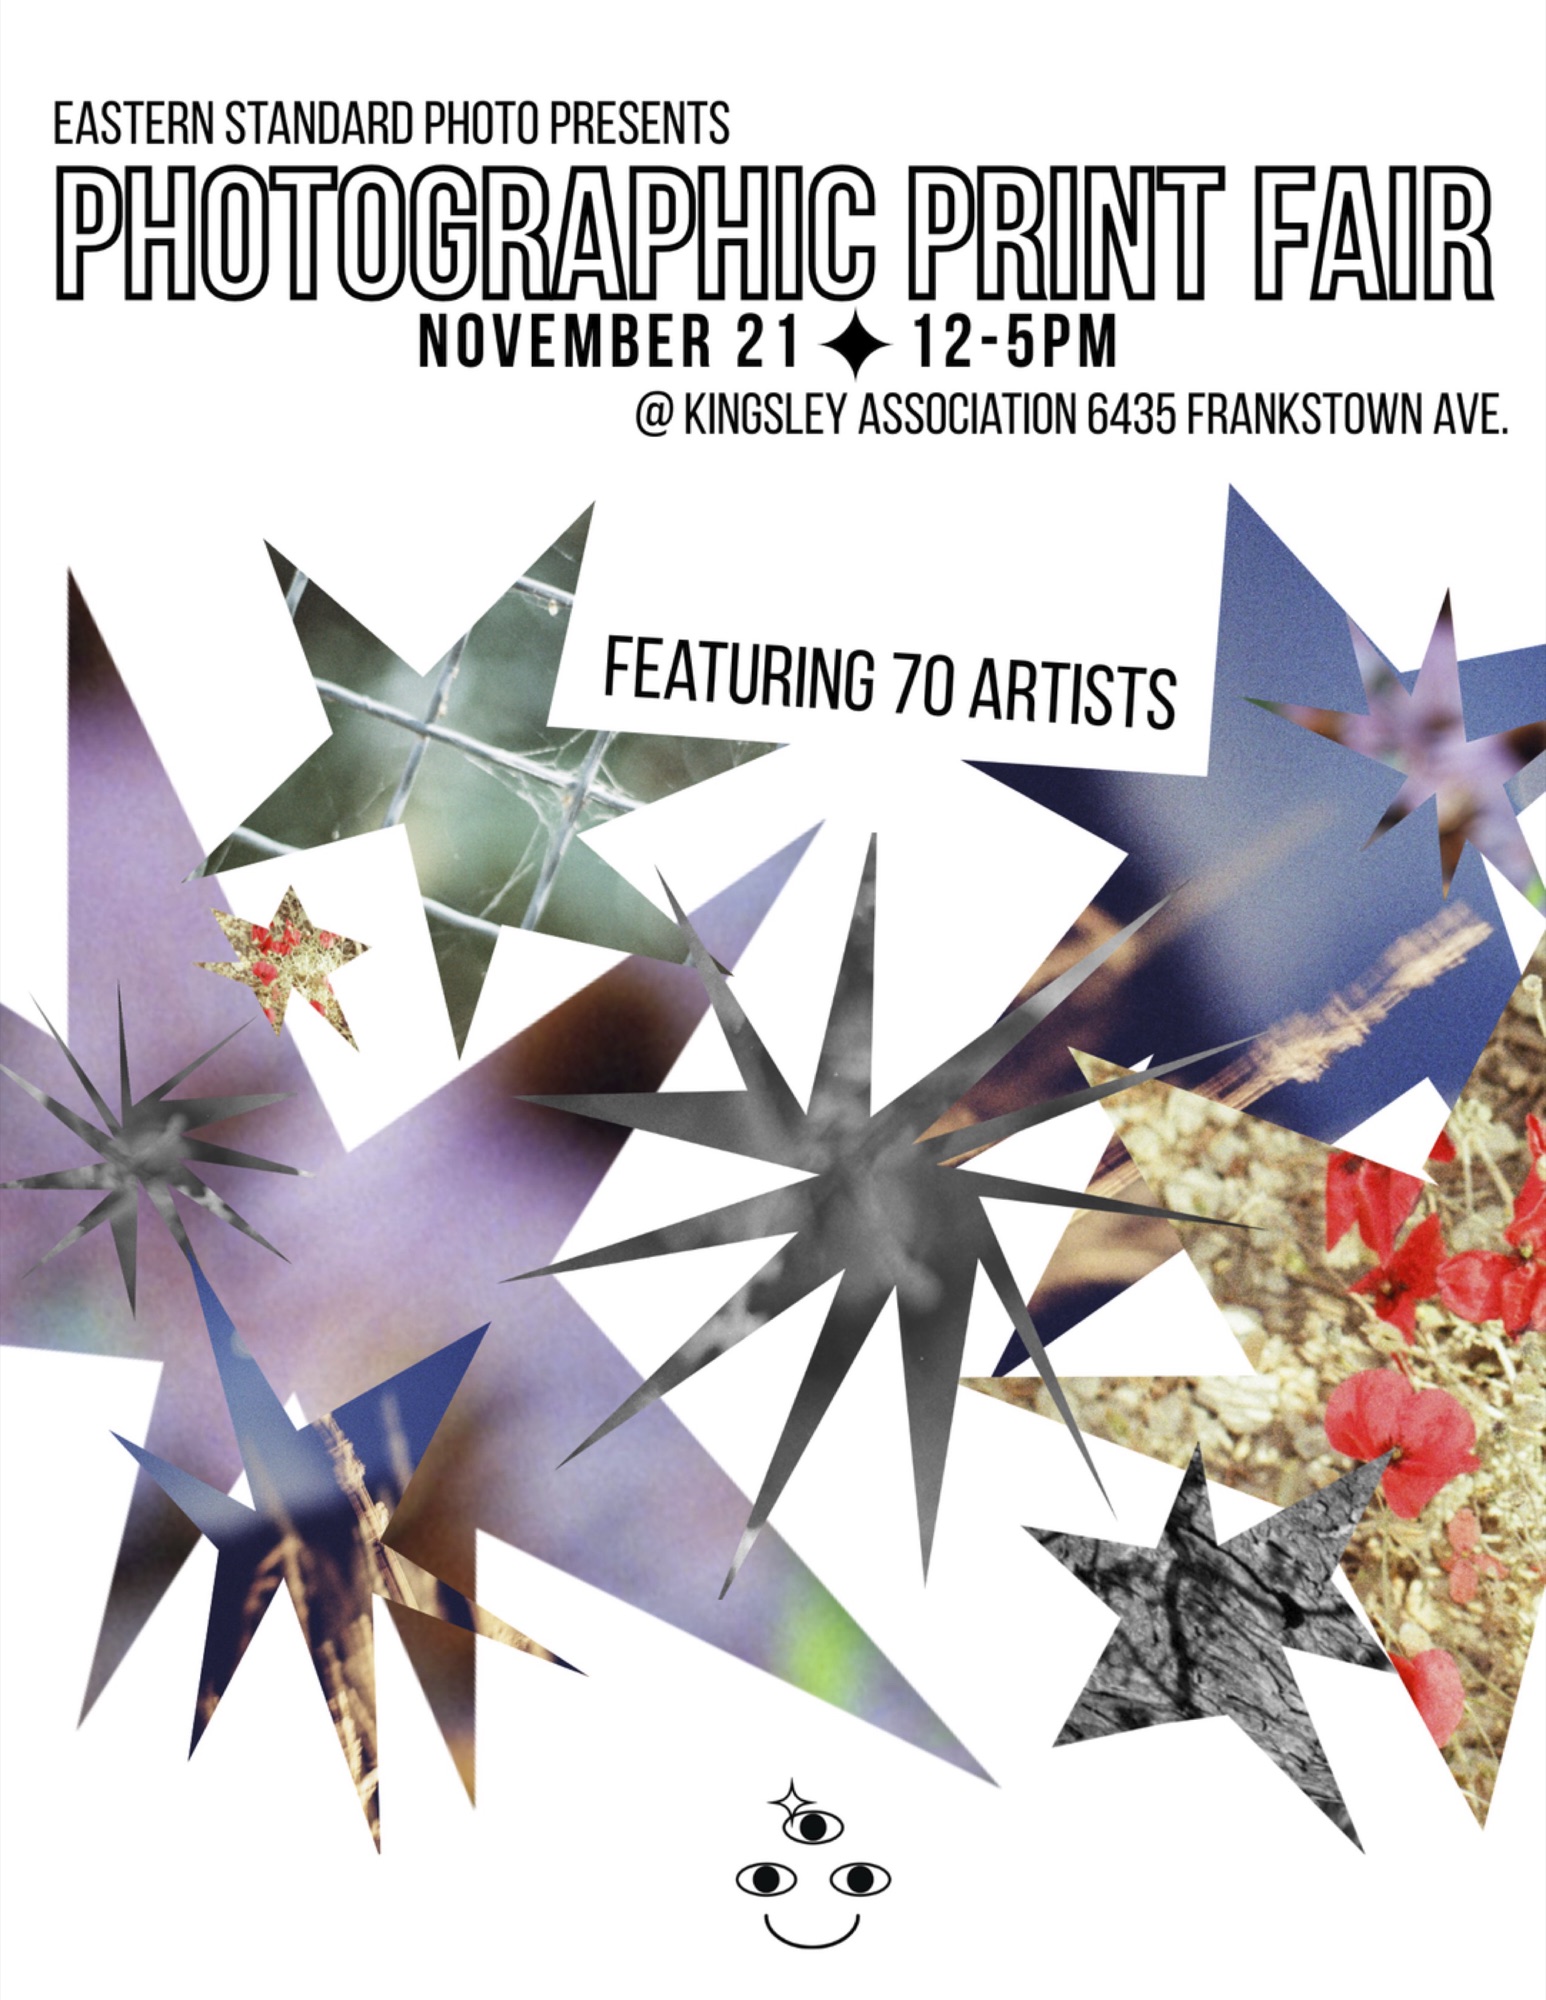 EASTERN STANDARD PHOTO PRESENTS
PHOTOGRAPHIC PRINT FAIR
NOVEMBER 21 ✦ 12-5PM
@ KINGSLEY ASSOCIATION 6435 FRANKSTOWN AVE.
FEATURING 70 ARTISTS